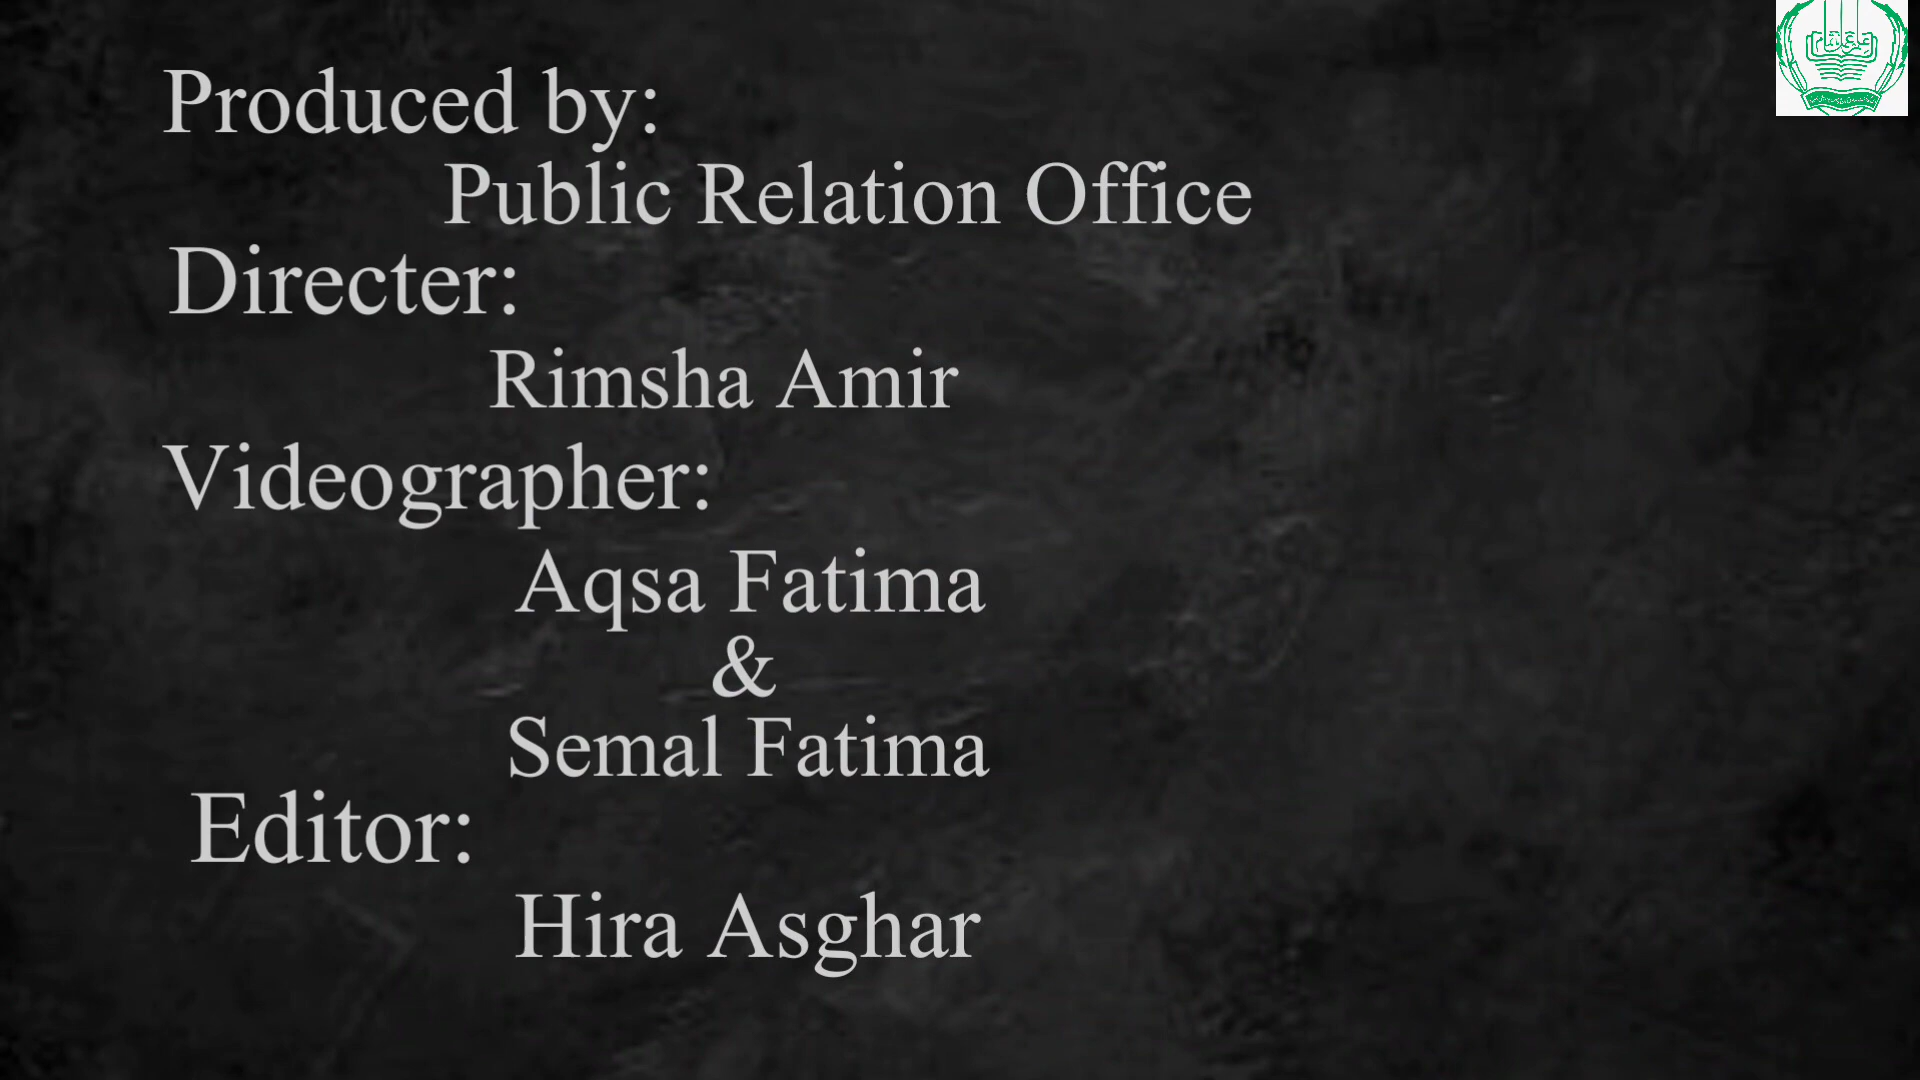 Produced by:
Public Relation Office
Directer:
Rimsha Amir
Videographer:
Aqsa Fatima
&
Semal Fatima
Editor:
Hira Asghar